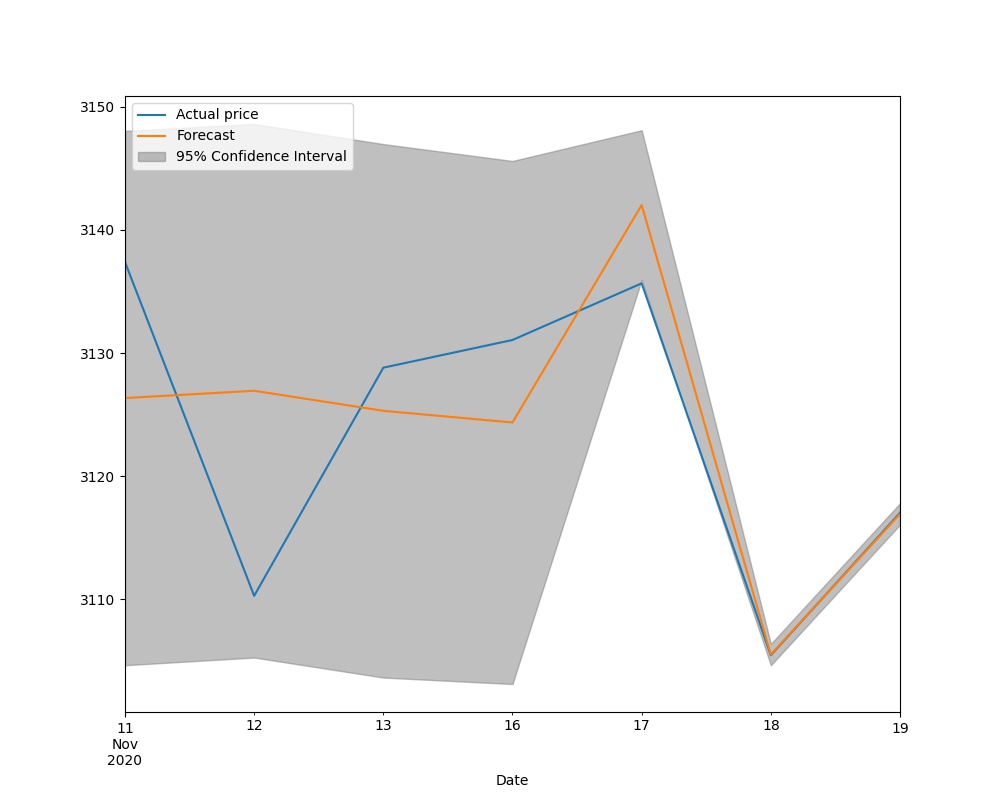 3150
3140
3130
3120
3110
Actual price
Forecast
95% Confidence Interval
11 12 13 16 17 18 19
Nov
2020
Date